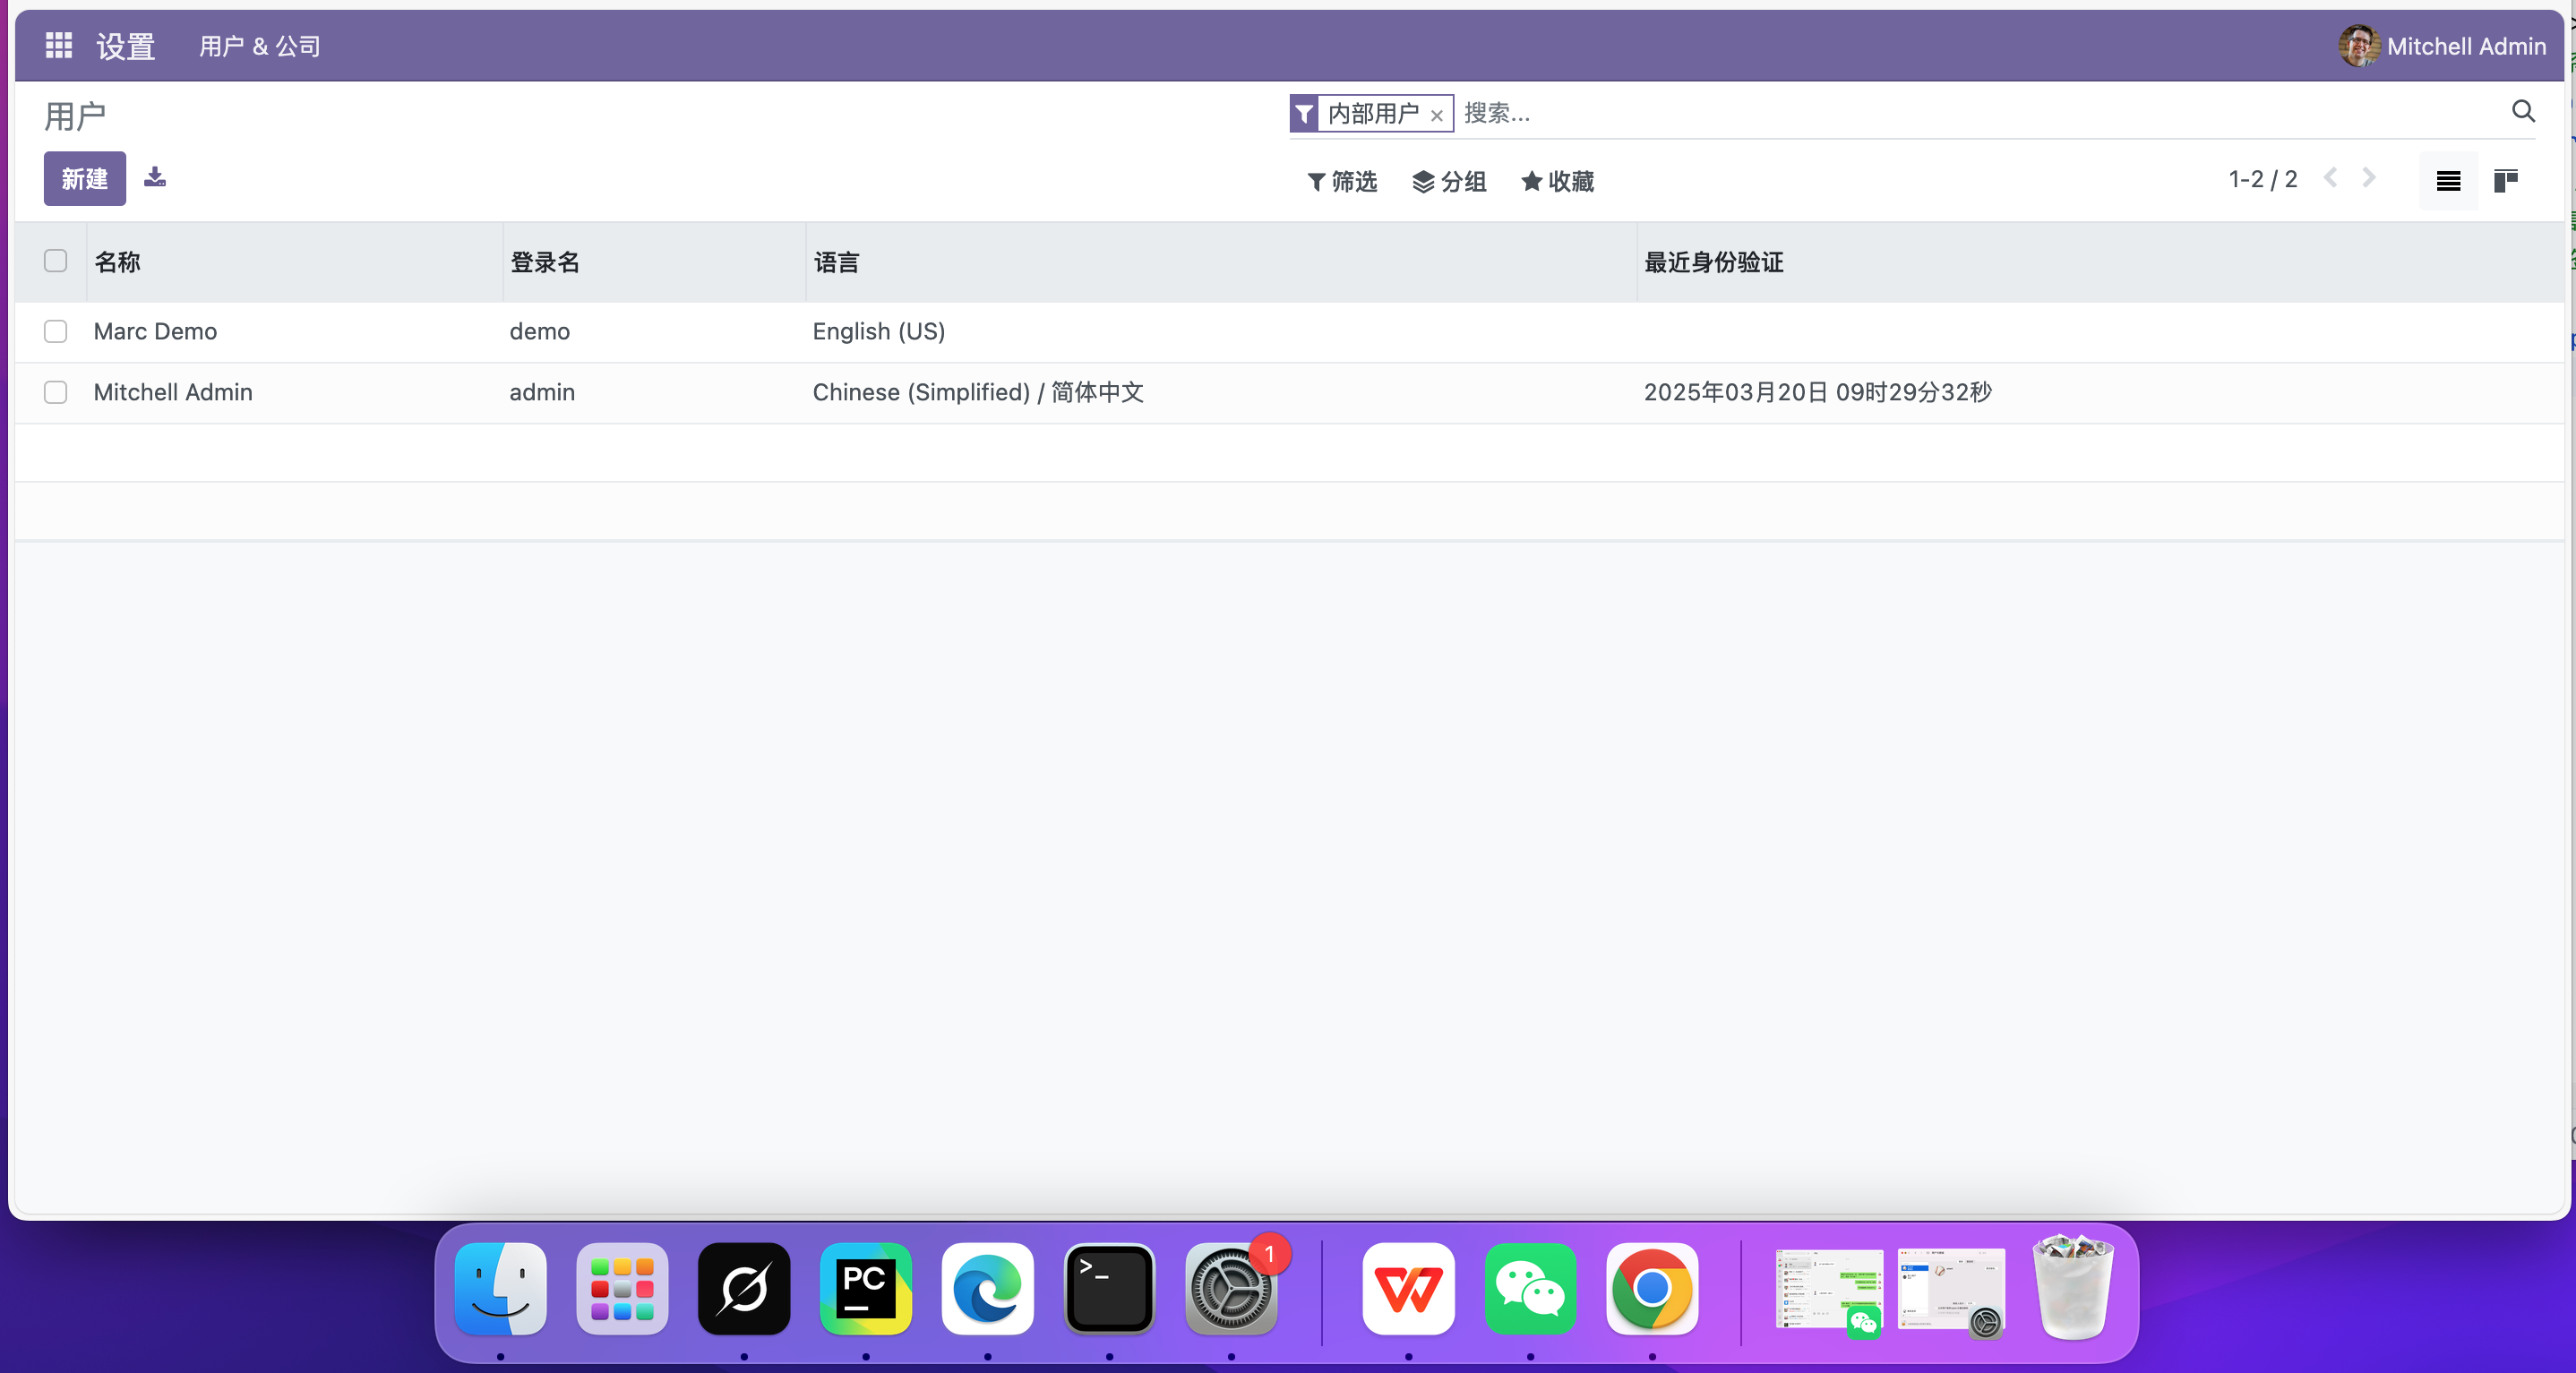 设置 用户 & 公司 Mitchell Admin
用户 内部用户 × 搜索...
新建 筛选 分组 收藏 1-2 / 2
名称 登录名 语言 最近身份验证
Marc Demo demo English (US)
Mitchell Admin admin Chinese (Simplified) / 简体中文 2025年03月20日 09时29分32秒
PC
>_
1